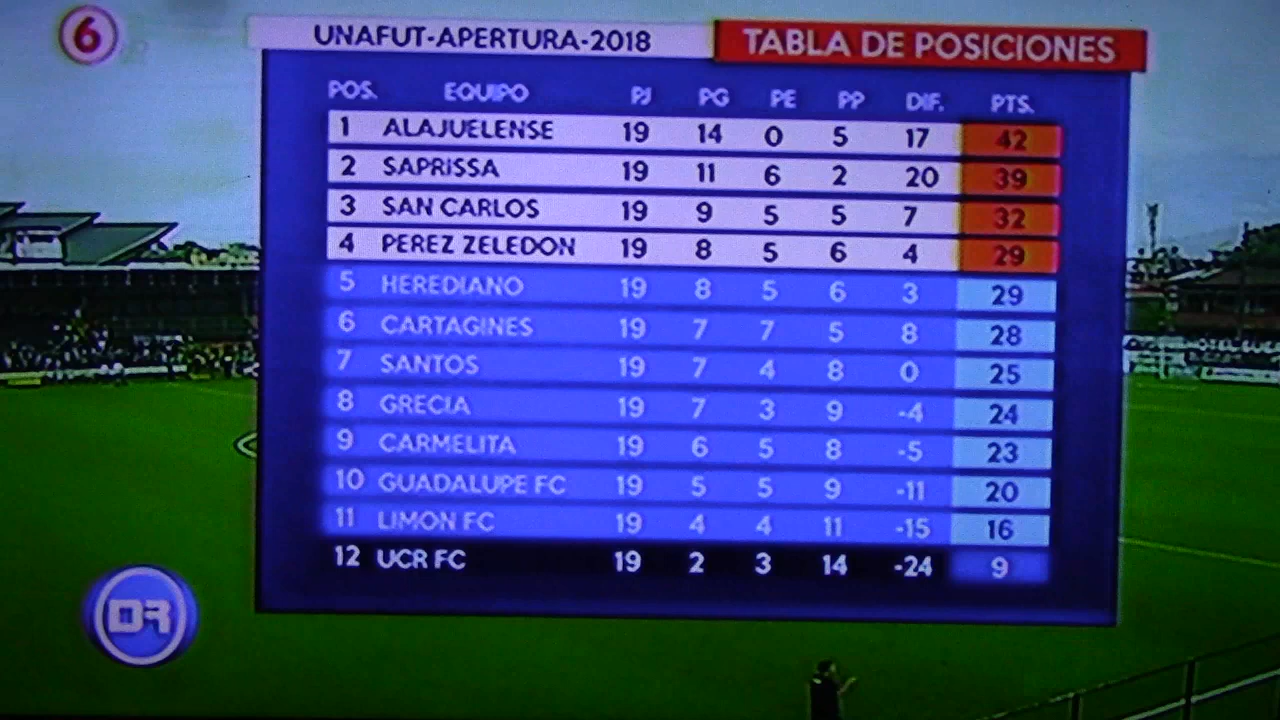 6
UNAFUT-APERTURA-2018 TABLA DE POSICIONES
POS. EQUIPO PJ PG PE PP DIF. PTS.
1 ALAJUELENSE 19 14 0 5 17 42
2 SAPRISSA 19 11 6 2 20 39
3 SAN CARLOS 19 9 5 5 7 32
4 PEREZ ZELEDON 19 8 5 6 4 29
5 HEREDIANO 19 8 5 6 3 29
6 CARTAGINES 19 7 7 5 8 28
7 SANTOS 19 7 4 8 0 25
8 GRECIA 19 7 3 9 -4 24
9 CARMELITA 19 6 5 8 -5 23
10 GUADALUPE FC 19 5 5 9 -11 20
11 LIMON FC 19 4 4 11 -15 16
12 UCR FC 19 2 3 14 -24 9
DR